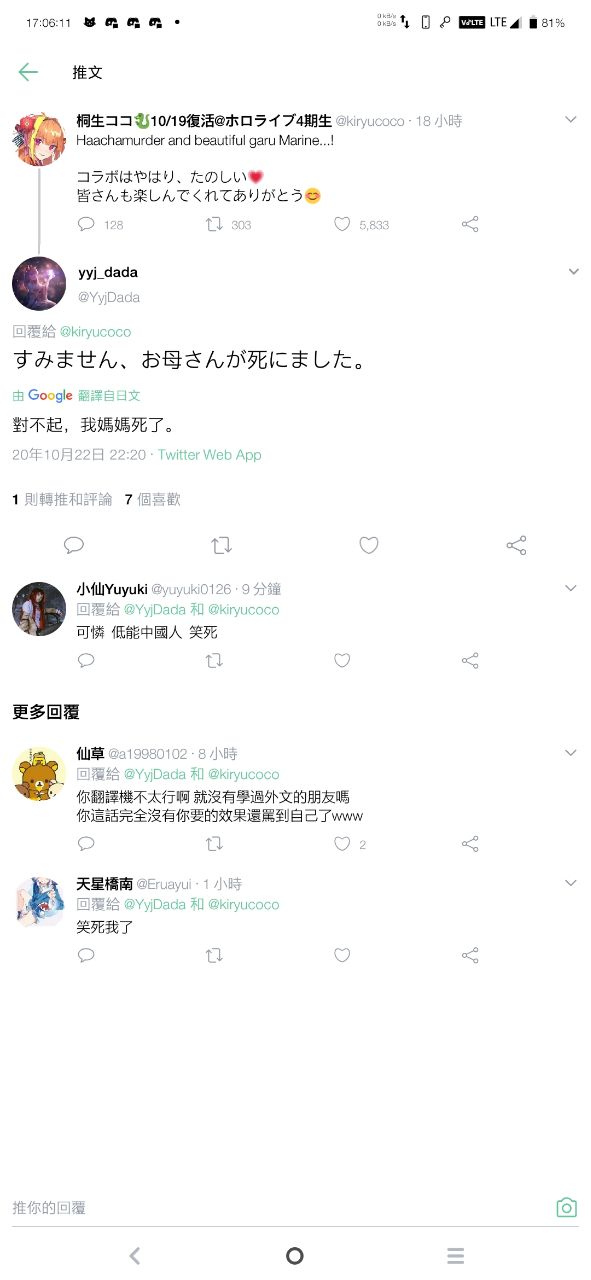 17:06:11
0 kB/s
0 kB/s
VoLTE LTE 81%
推文
桐生ココ🐉10/19復活@ホロライブ4期生 @kiryucoco · 18 小時
Haachamurder and beautiful garu Marine...!
コラボはやはり、たのしい💗
皆さんも楽しんでくれてありがとう😊
128 303 5,833
yyj_dada
@YyjDada
回覆給 @kiryucoco
すみません、お母さんが死にました。
由 Google 翻譯自日文
對不起，我媽媽死了。
20年10月22日 22:20 · Twitter Web App
1 則轉推和評論 7 個喜歡
小仙Yuyuki @yuyuki0126 · 9 分鐘
回覆給 @YyjDada 和 @kiryucoco
可憐 低能中國人 笑死
更多回覆
仙草 @a19980102 · 8 小時
回覆給 @YyjDada 和 @kiryucoco
你翻譯機不太行啊 就沒有學過外文的朋友嗎
你這話完全沒有你要的效果還罵到自己了www
2
天星橋南 @Eruayui · 1 小時
回覆給 @YyjDada 和 @kiryucoco
笑死我了
推你的回覆